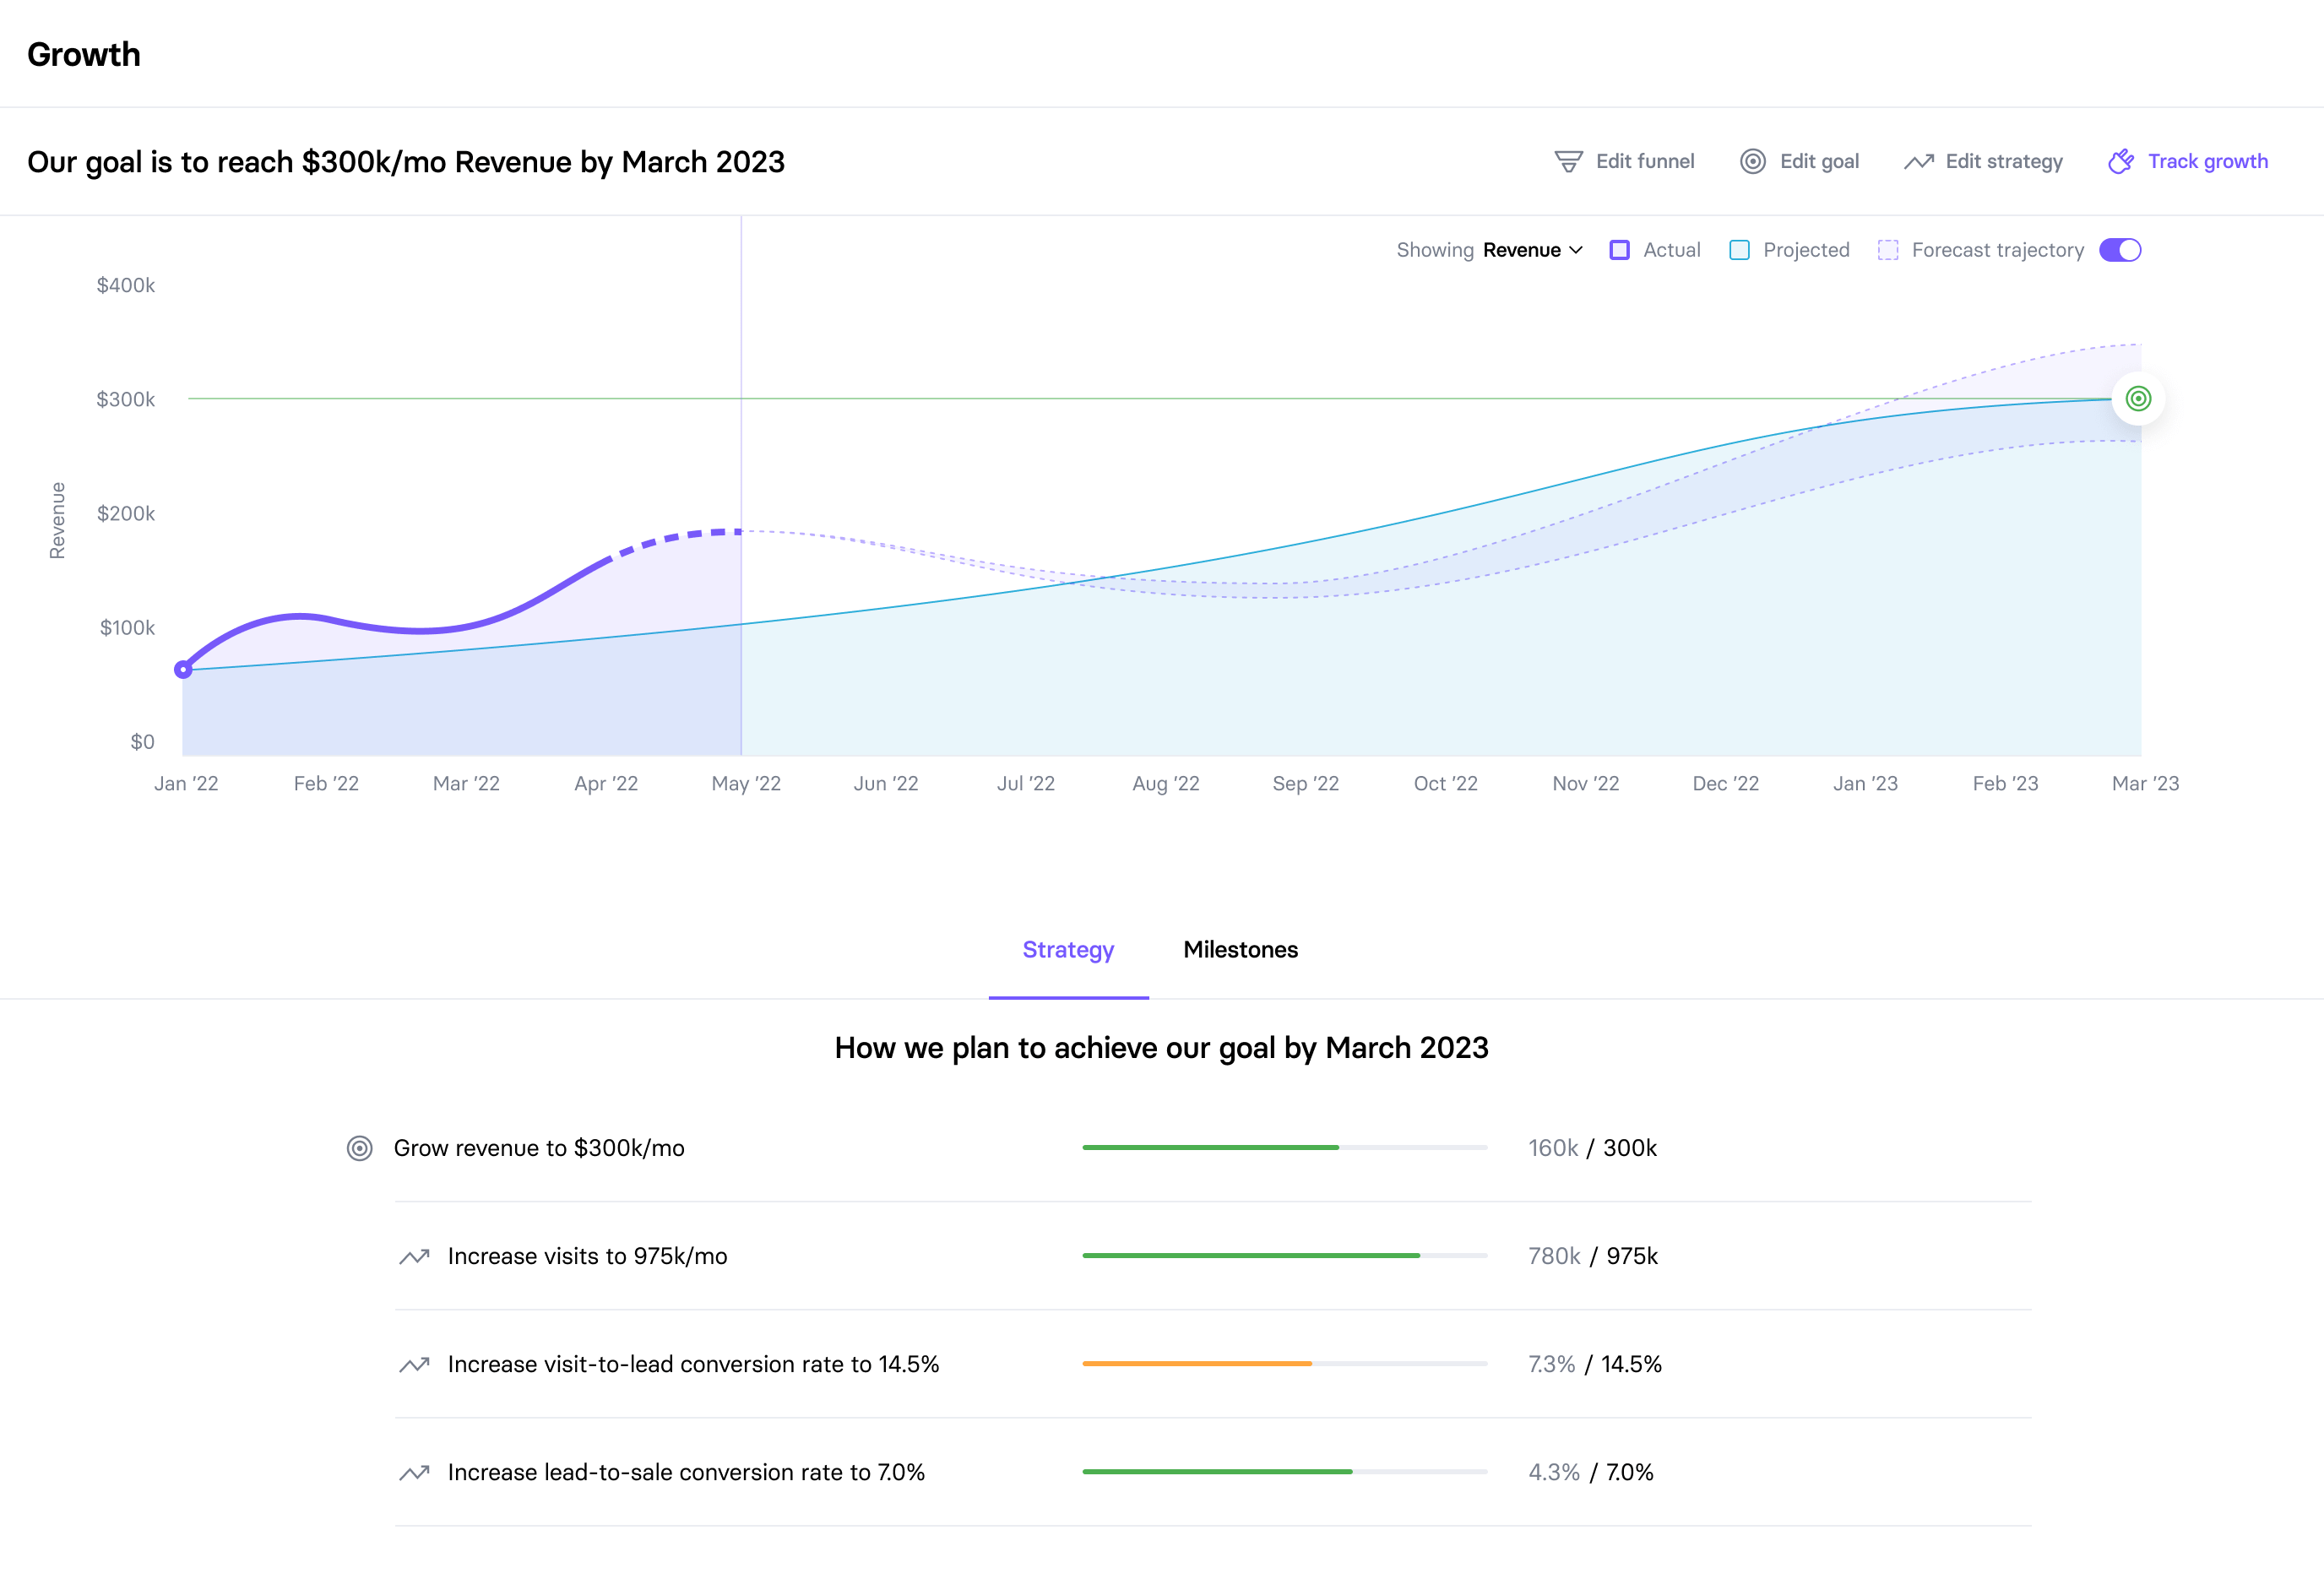 Growth
Our goal is to reach $300k/mo Revenue by March 2023
Edit funnel
Edit goal
Edit strategy
Track growth
Showing Revenue
Actual
Projected
Forecast trajectory
$400k
$300k
$200k
$100k
$0
Revenue
Jan ’22
Feb ’22
Mar ’22
Apr ’22
May ’22
Jun ’22
Jul ’22
Aug ’22
Sep ’22
Oct ’22
Nov ’22
Dec ’22
Jan ’23
Feb ’23
Mar ’23
Strategy
Milestones
How we plan to achieve our goal by March 2023
Grow revenue to $300k/mo
160k / 300k
Increase visits to 975k/mo
780k / 975k
Increase visit-to-lead conversion rate to 14.5%
7.3% / 14.5%
Increase lead-to-sale conversion rate to 7.0%
4.3% / 7.0%